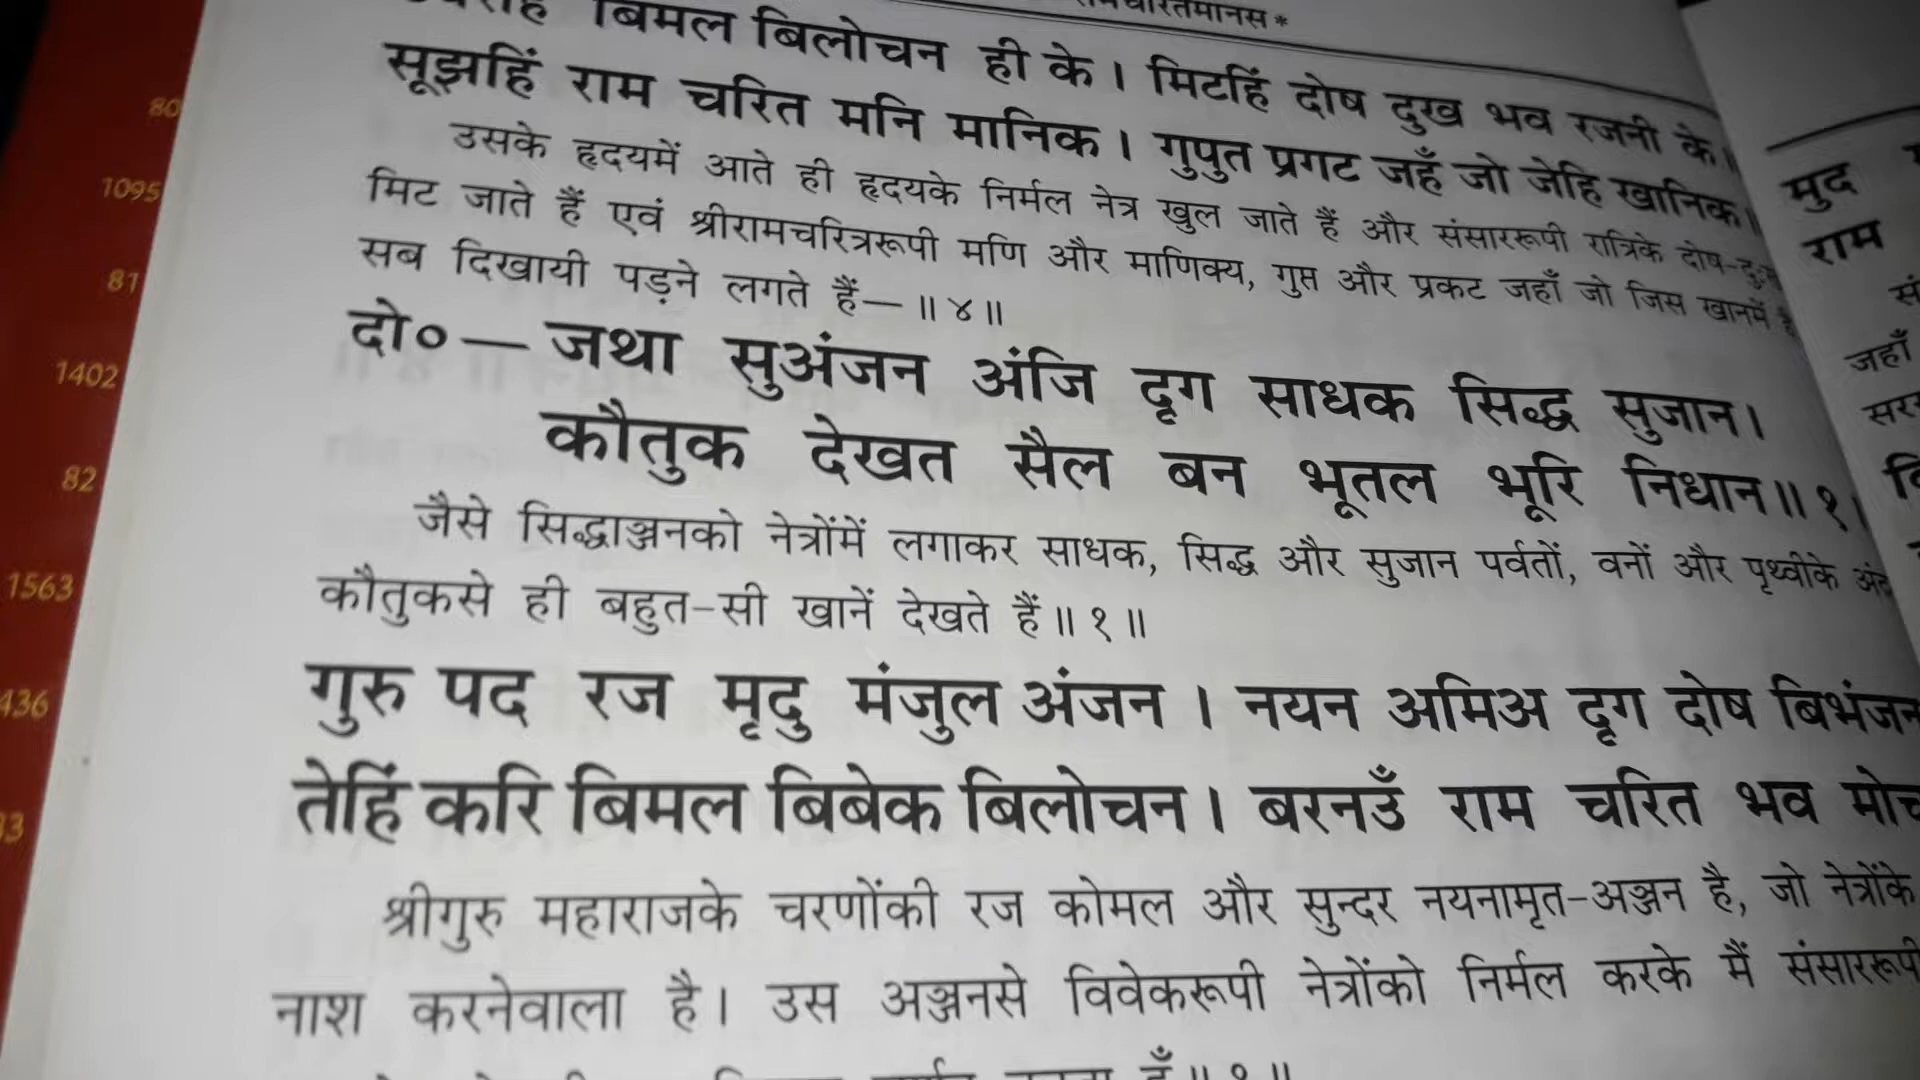 बिमल बिलोचन ही के। मिटहिं दोष दुख भव रजनी के।
सूझहिं राम चरित मनि मानिक। गुपुत प्रगट जहँ जो जेहि खानिक।
उसके हृदयमें आते ही हृदयके निर्मल नेत्र खुल जाते हैं और संसाररूपी रात्रिके दोष-
मिट जाते हैं एवं श्रीरामचरित्ररूपी मणि और माणिक्य, गुप्त और प्रकट जहाँ जो जिस खानमें
सब दिखायी पड़ने लगते हैं—॥४॥
दो०—जथा सुअंजन अंजि दृग साधक सिद्ध सुजान।
कौतुक देखत सैल बन भूतल भूरि निधान॥१।
जैसे सिद्धाञ्जनको नेत्रोंमें लगाकर साधक, सिद्ध और सुजान पर्वतों, वनों और पृथ्वीके
कौतुकसे ही बहुत-सी खानें देखते हैं॥१॥
गुरु पद रज मृदु मंजुल अंजन। नयन अमिअ दृग दोष बिभंजन
तेहिं करि बिमल बिबेक बिलोचन। बरनउँ राम चरित भव
श्रीगुरु महाराजके चरणोंकी रज कोमल और सुन्दर नयनामृत-अञ्जन है, जो नेत्रोंके
नाश करनेवाला है। उस अञ्जनसे विवेकरूपी नेत्रोंको निर्मल करके मैं संसाररूपी
80
1095
81
1402
82
1563
436
मुद
राम
जहाँ